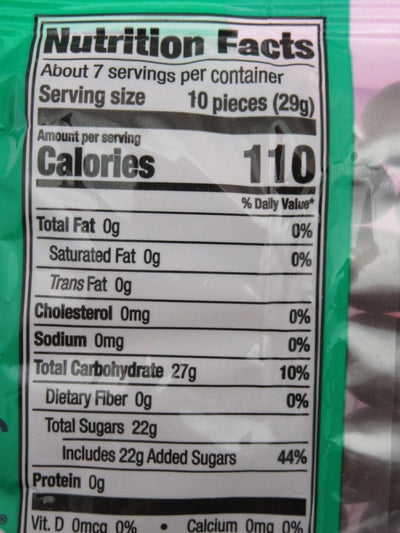 Nutrition Facts
About 7 servings per container
Serving size 10 pieces (29g)
Amount per serving
Calories 110
% Daily Value*
Total Fat 0g 0%
Saturated Fat 0g 0%
Trans Fat 0g
Cholesterol 0mg 0%
Sodium 0mg 0%
Total Carbohydrate 27g 10%
Dietary Fiber 0g 0%
Total Sugars 22g
Includes 22g Added Sugars 44%
Protein 0g
Vit. D 0mcg 0% • Calcium 0mg 0%